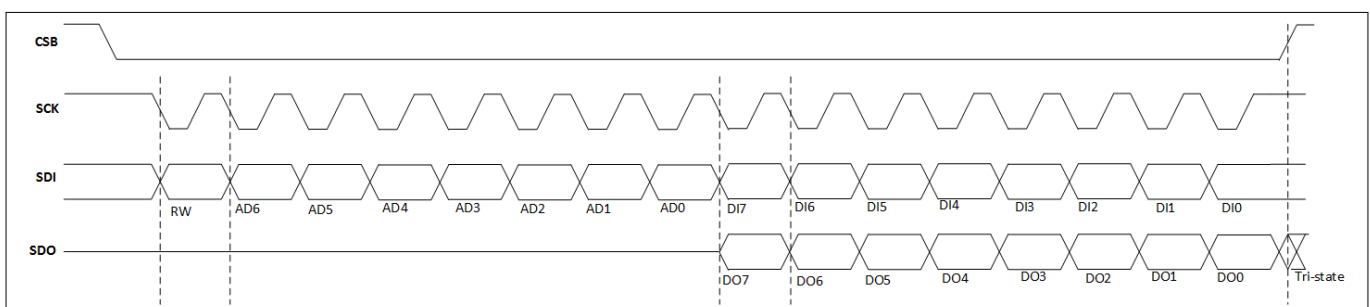 CSB
SCK
SDI
RW AD6 AD5 AD4 AD3 AD2 AD1 AD0 DI7 DI6 DI5 DI4 DI3 DI2 DI1 DI0
SDO
DO7 DO6 DO5 DO4 DO3 DO2 DO1 DO0 Tri-state